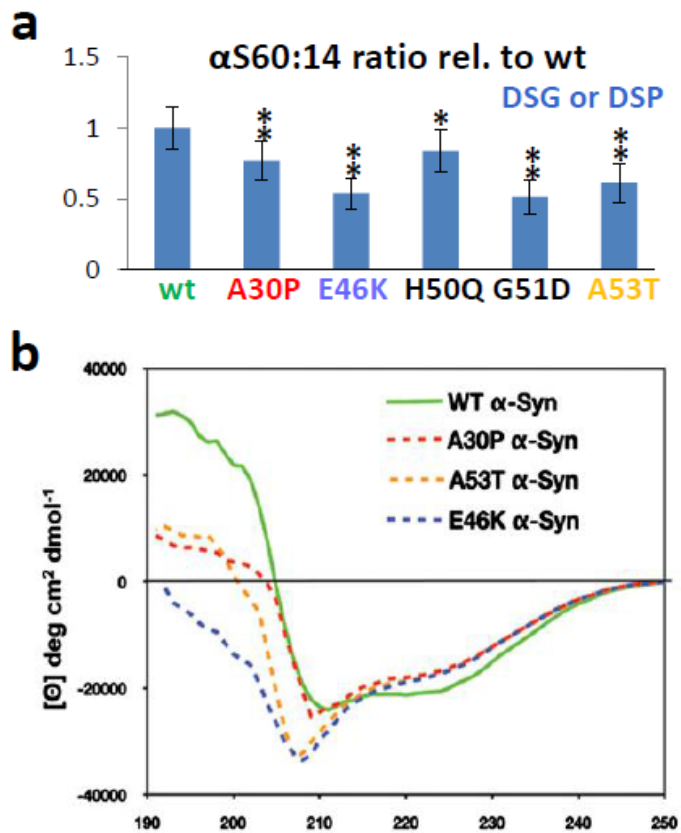 a
αS60:14 ratio rel. to wt
DSG or DSP
1.5
1
0.5
0
** ** * ** **
wt A30P E46K H50Q G51D A53T
b
40000
20000
0
-20000
-40000
[Θ] deg cm² dmol⁻¹
WT α-Syn
A30P α-Syn
A53T α-Syn
E46K α-Syn
190 200 210 220 230 240 250